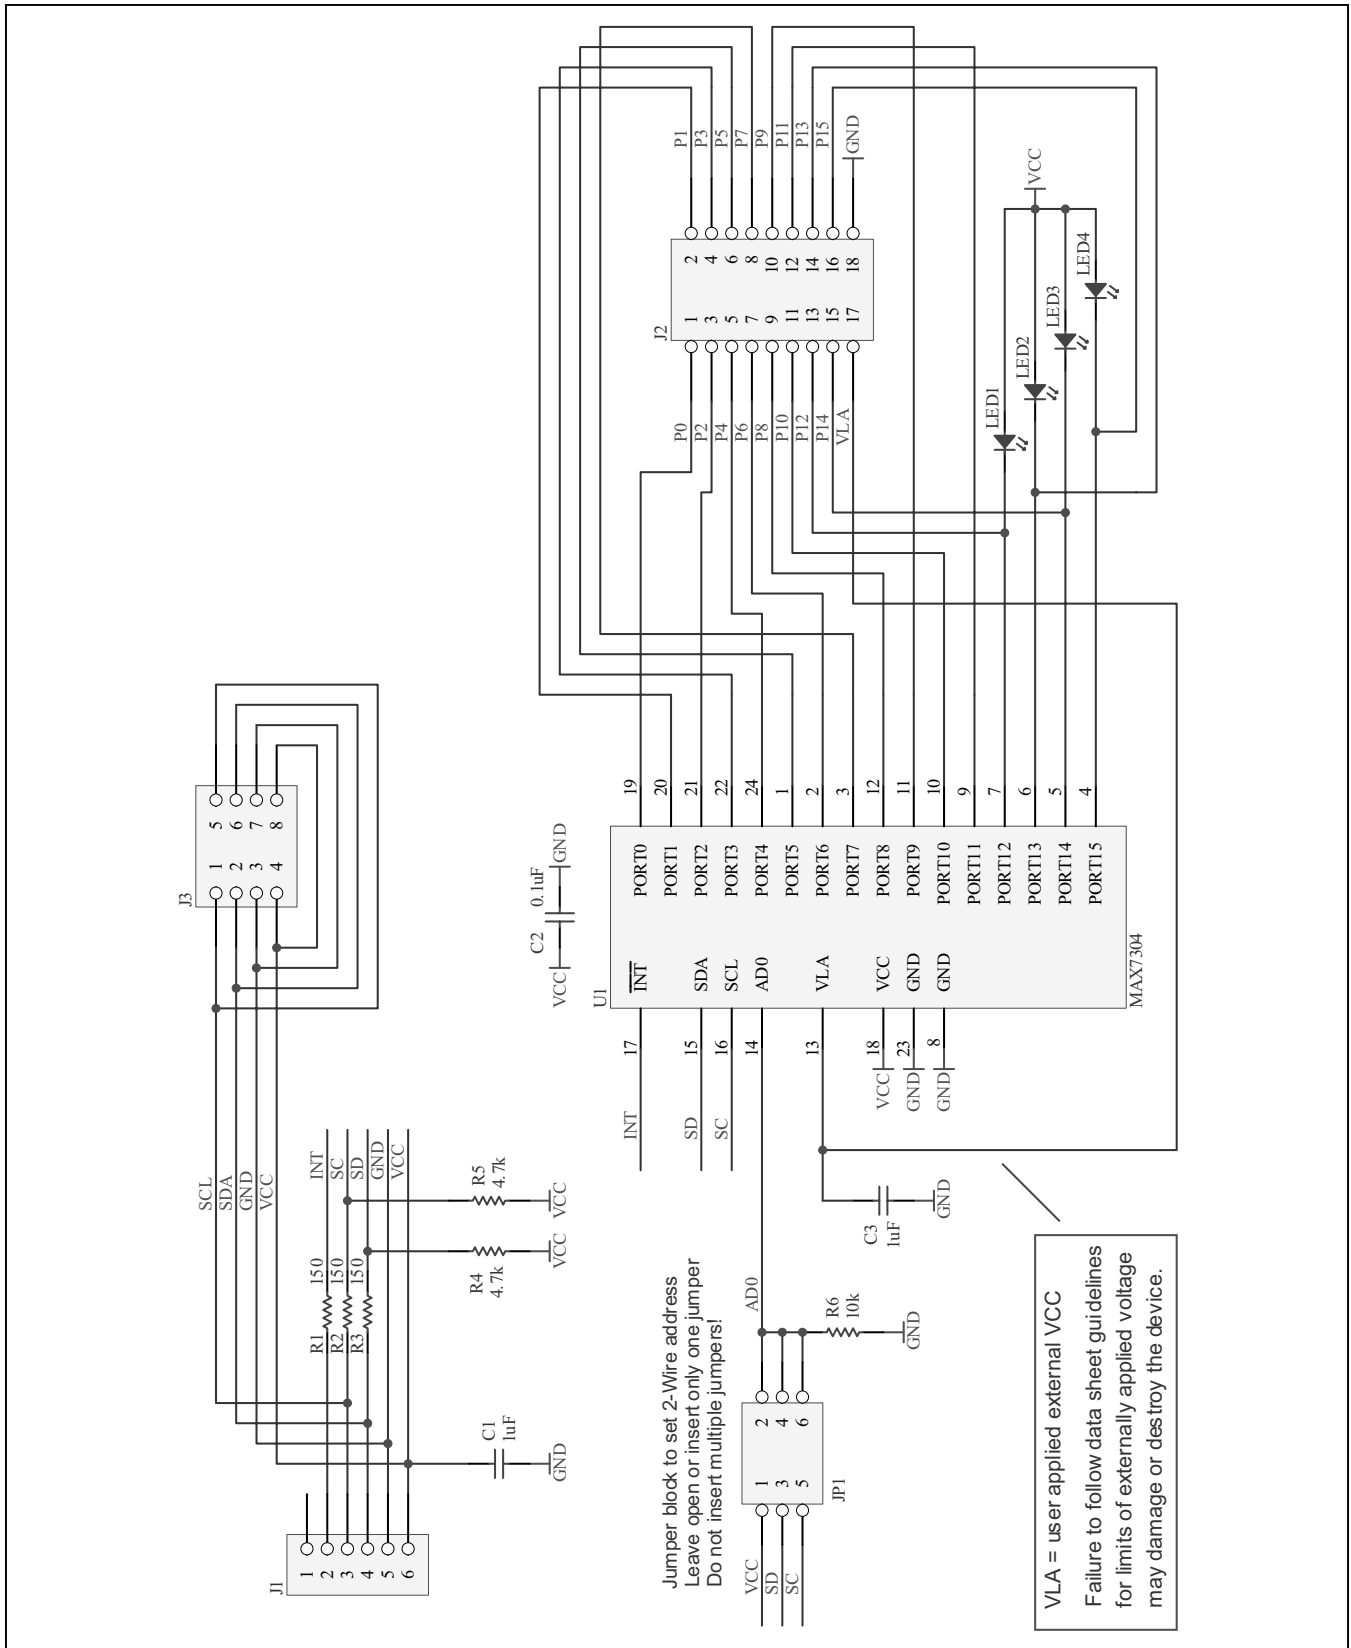 J1
1
2
3
4
5
6
R1 150
R2 150
R3 150
INT
SC
SD
GND
VCC
SCL
SDA
GND
VCC
C1
1uF
GND
R4
4.7k
VCC
R5
4.7k
VCC
J3
1 5
2 6
3 7
4 8
VCC C2 0.1uF GND
Jumper block to set 2-Wire address
Leave open or insert only one jumper
Do not insert multiple jumpers!
VCC 1 2
SD 3 4
SC 5 6
JP1
AD0
R6
10k
GND
U1
INT 17 INT
SD 15 SDA
SC 16 SCL
14 AD0
13 VLA
VCC 18 VCC
GND 23 GND
GND 8 GND
PORT0 19
PORT1 20
PORT2 21
PORT3 22
PORT4 24
PORT5 1
PORT6 2
PORT7 3
PORT8 12
PORT9 11
PORT10 10
PORT11 9
PORT12 7
PORT13 6
PORT14 5
PORT15 4
MAX7304
C3
1uF
GND
J2
P0 1 2 P1
P2 3 4 P3
P4 5 6 P5
P6 7 8 P7
P8 9 10 P9
P10 11 12 P11
P12 13 14 P13
P14 15 16 P15
VLA 17 18 GND
LED1
LED2
LED3
LED4
VCC
VLA = user applied external VCC
Failure to follow data sheet guidelines
for limits of externally applied voltage
may damage or destroy the device.